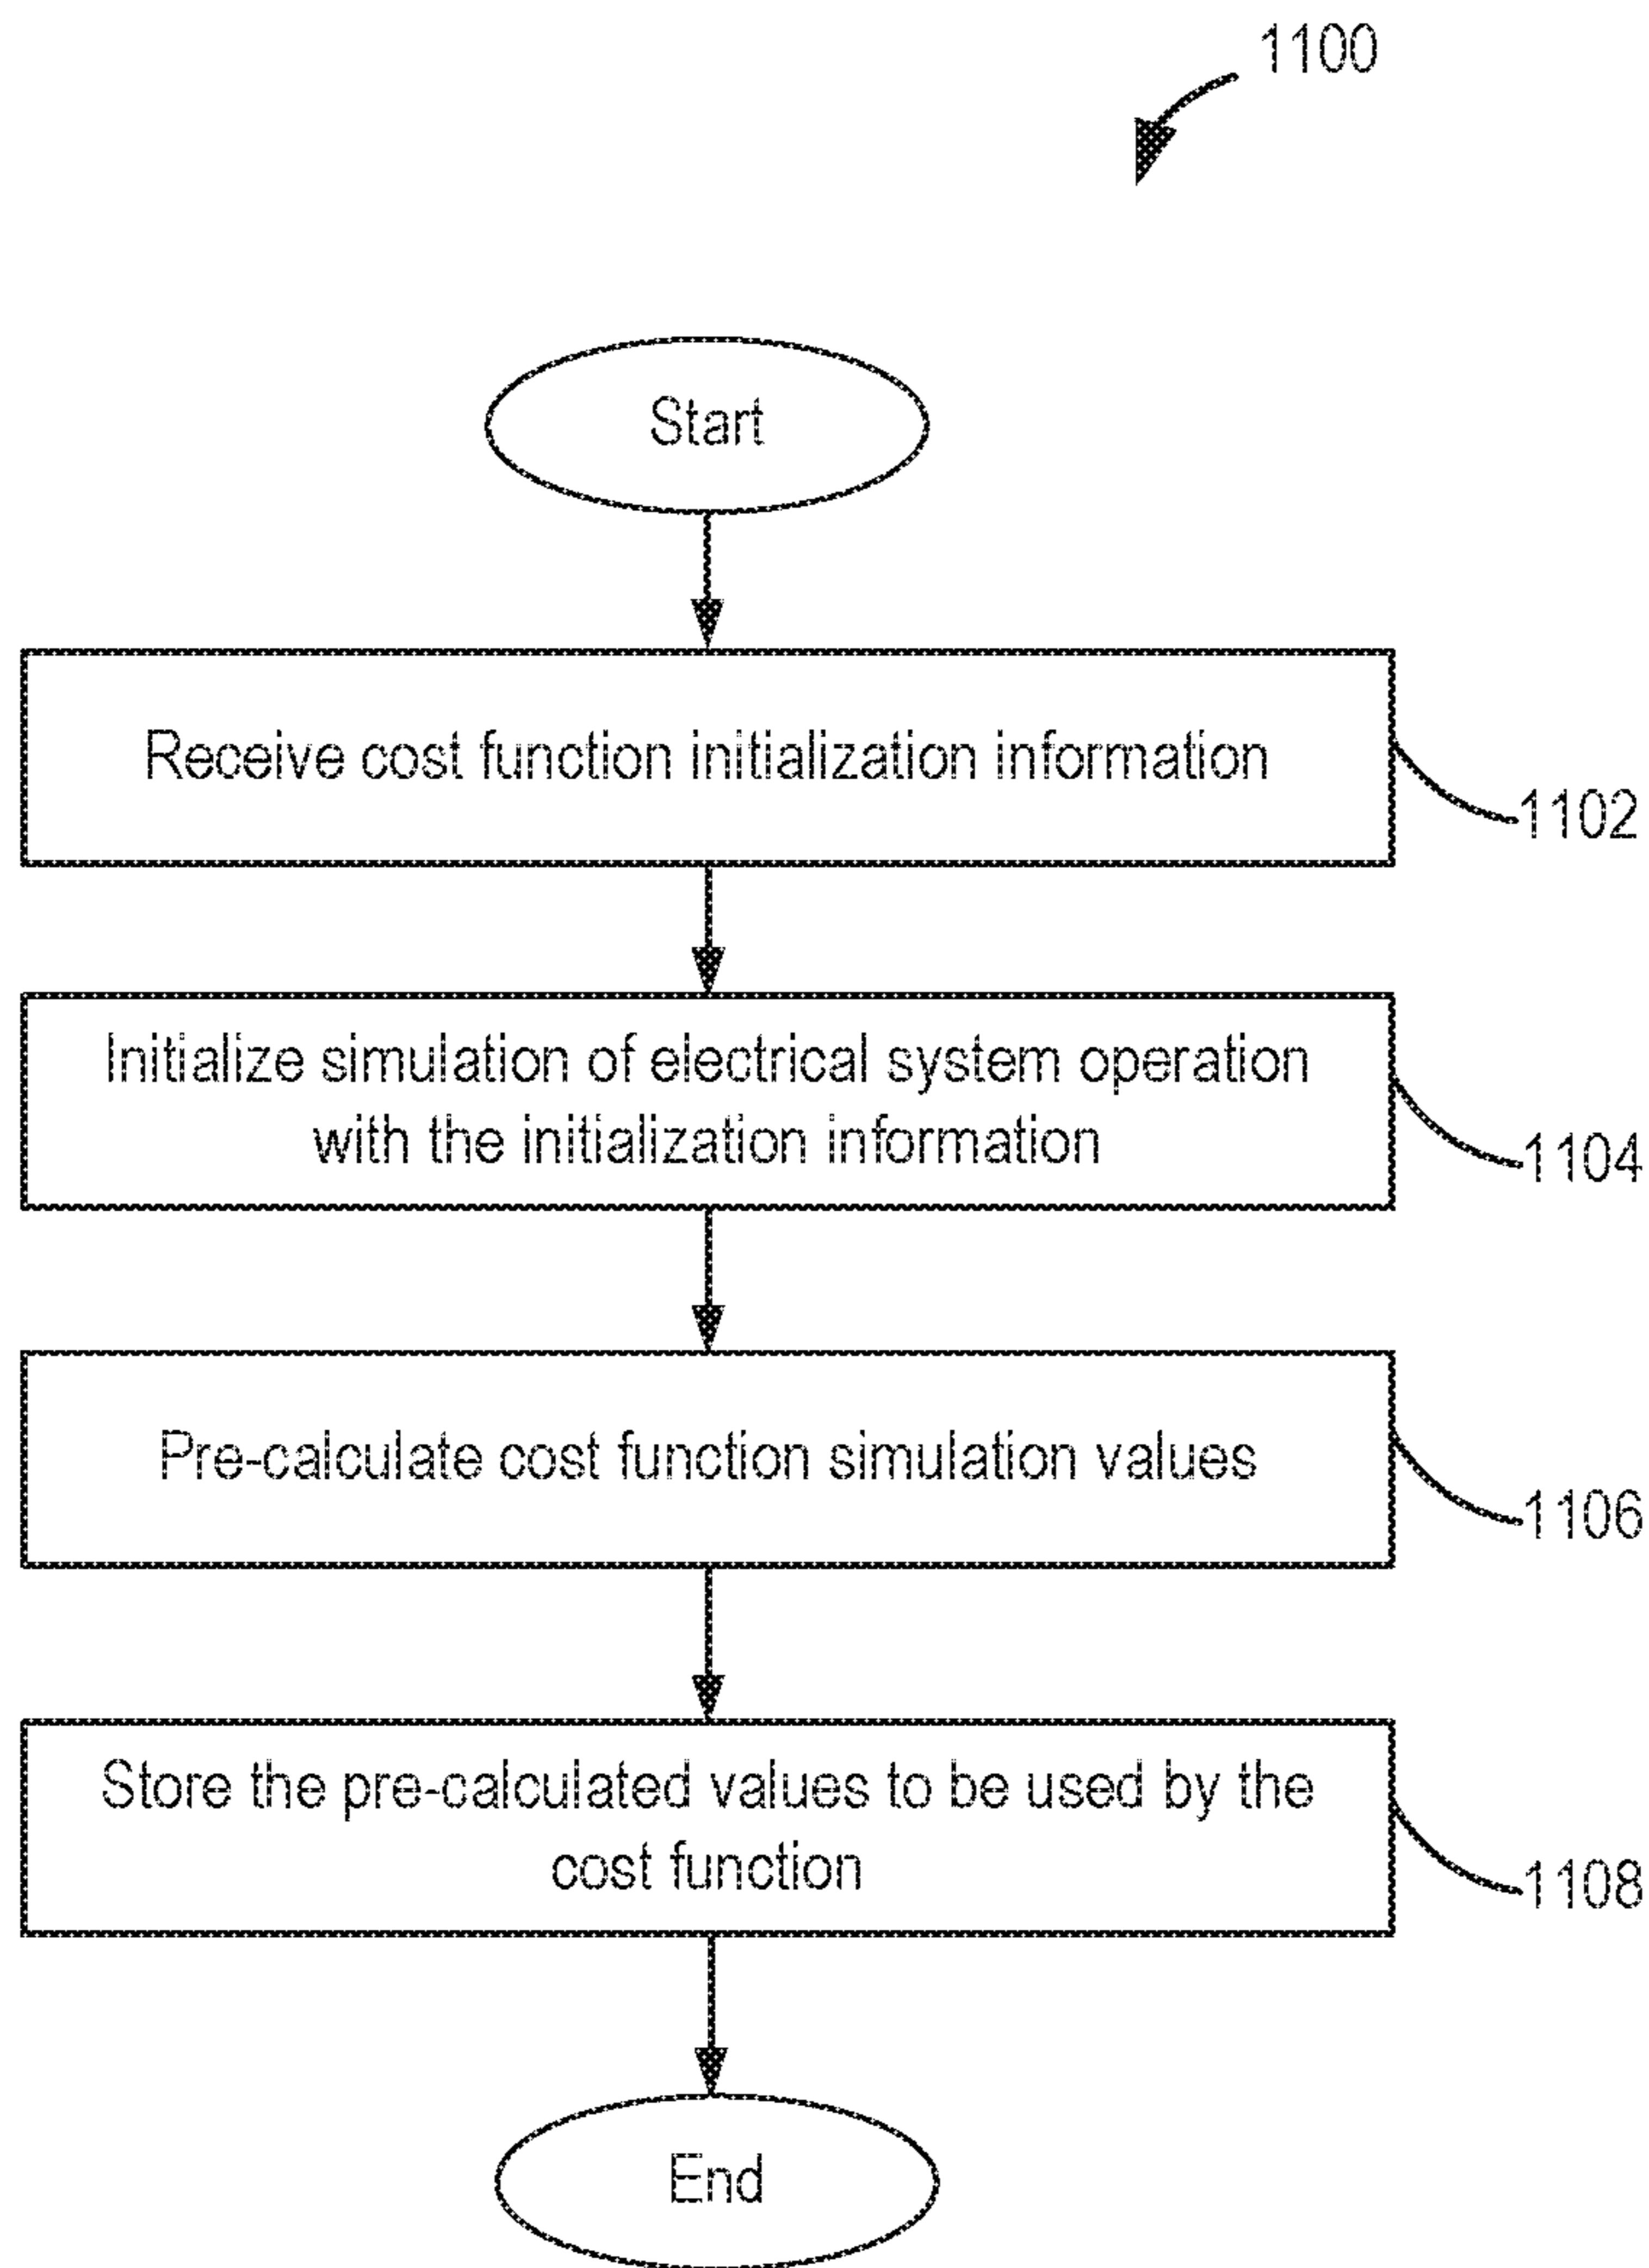 1100
Start
Receive cost function initialization information
1102
Initialize simulation of electrical system operation
with the initialization information
1104
Pre-calculate cost function simulation values
1106
Store the pre-calculated values to be used by the
cost function
1108
End